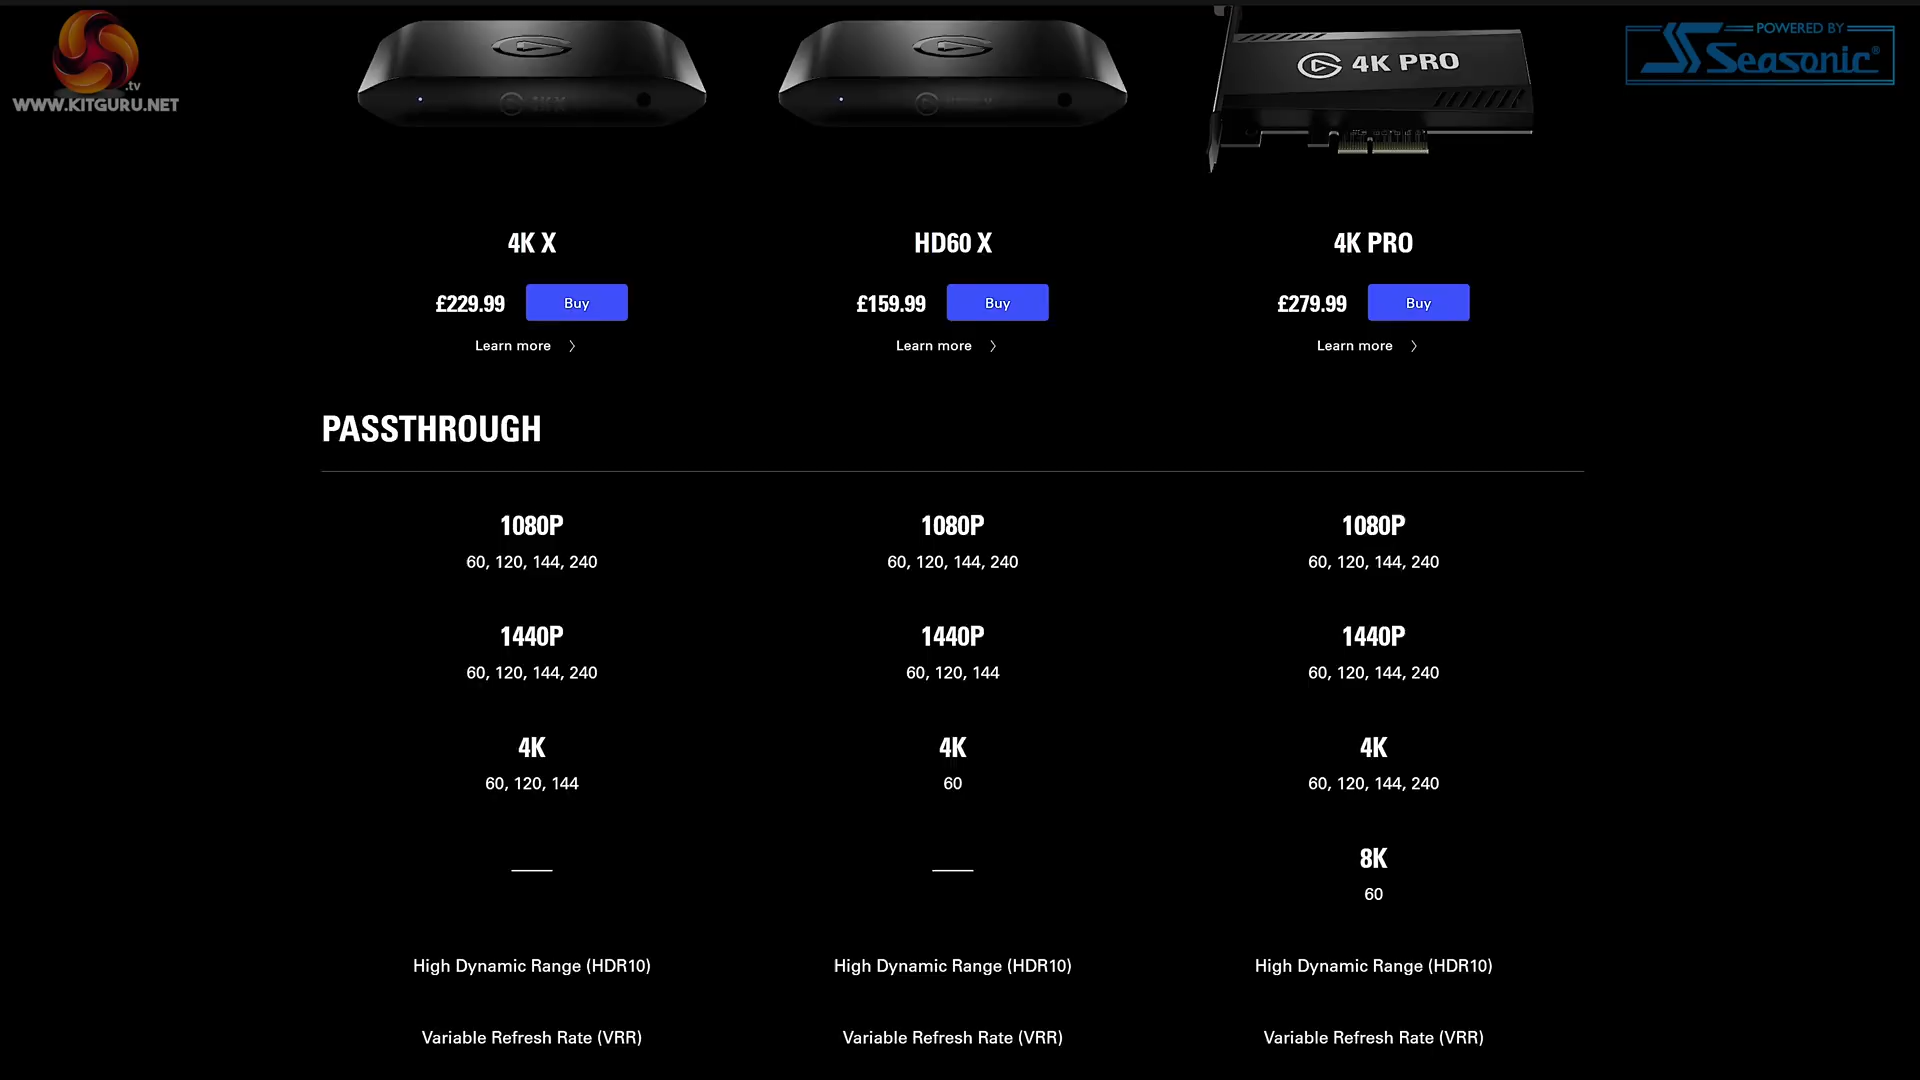 .tv
WWW.KITGURU.NET
4K PRO
POWERED BY
Seasonic®
4K X
HD60 X
4K PRO
£229.99 Buy
£159.99 Buy
£279.99 Buy
Learn more
Learn more
Learn more
PASSTHROUGH
1080P
1080P
1080P
60, 120, 144, 240
60, 120, 144, 240
60, 120, 144, 240
1440P
1440P
1440P
60, 120, 144, 240
60, 120, 144
60, 120, 144, 240
4K
4K
4K
60, 120, 144
60
60, 120, 144, 240
8K
60
High Dynamic Range (HDR10)
High Dynamic Range (HDR10)
High Dynamic Range (HDR10)
Variable Refresh Rate (VRR)
Variable Refresh Rate (VRR)
Variable Refresh Rate (VRR)